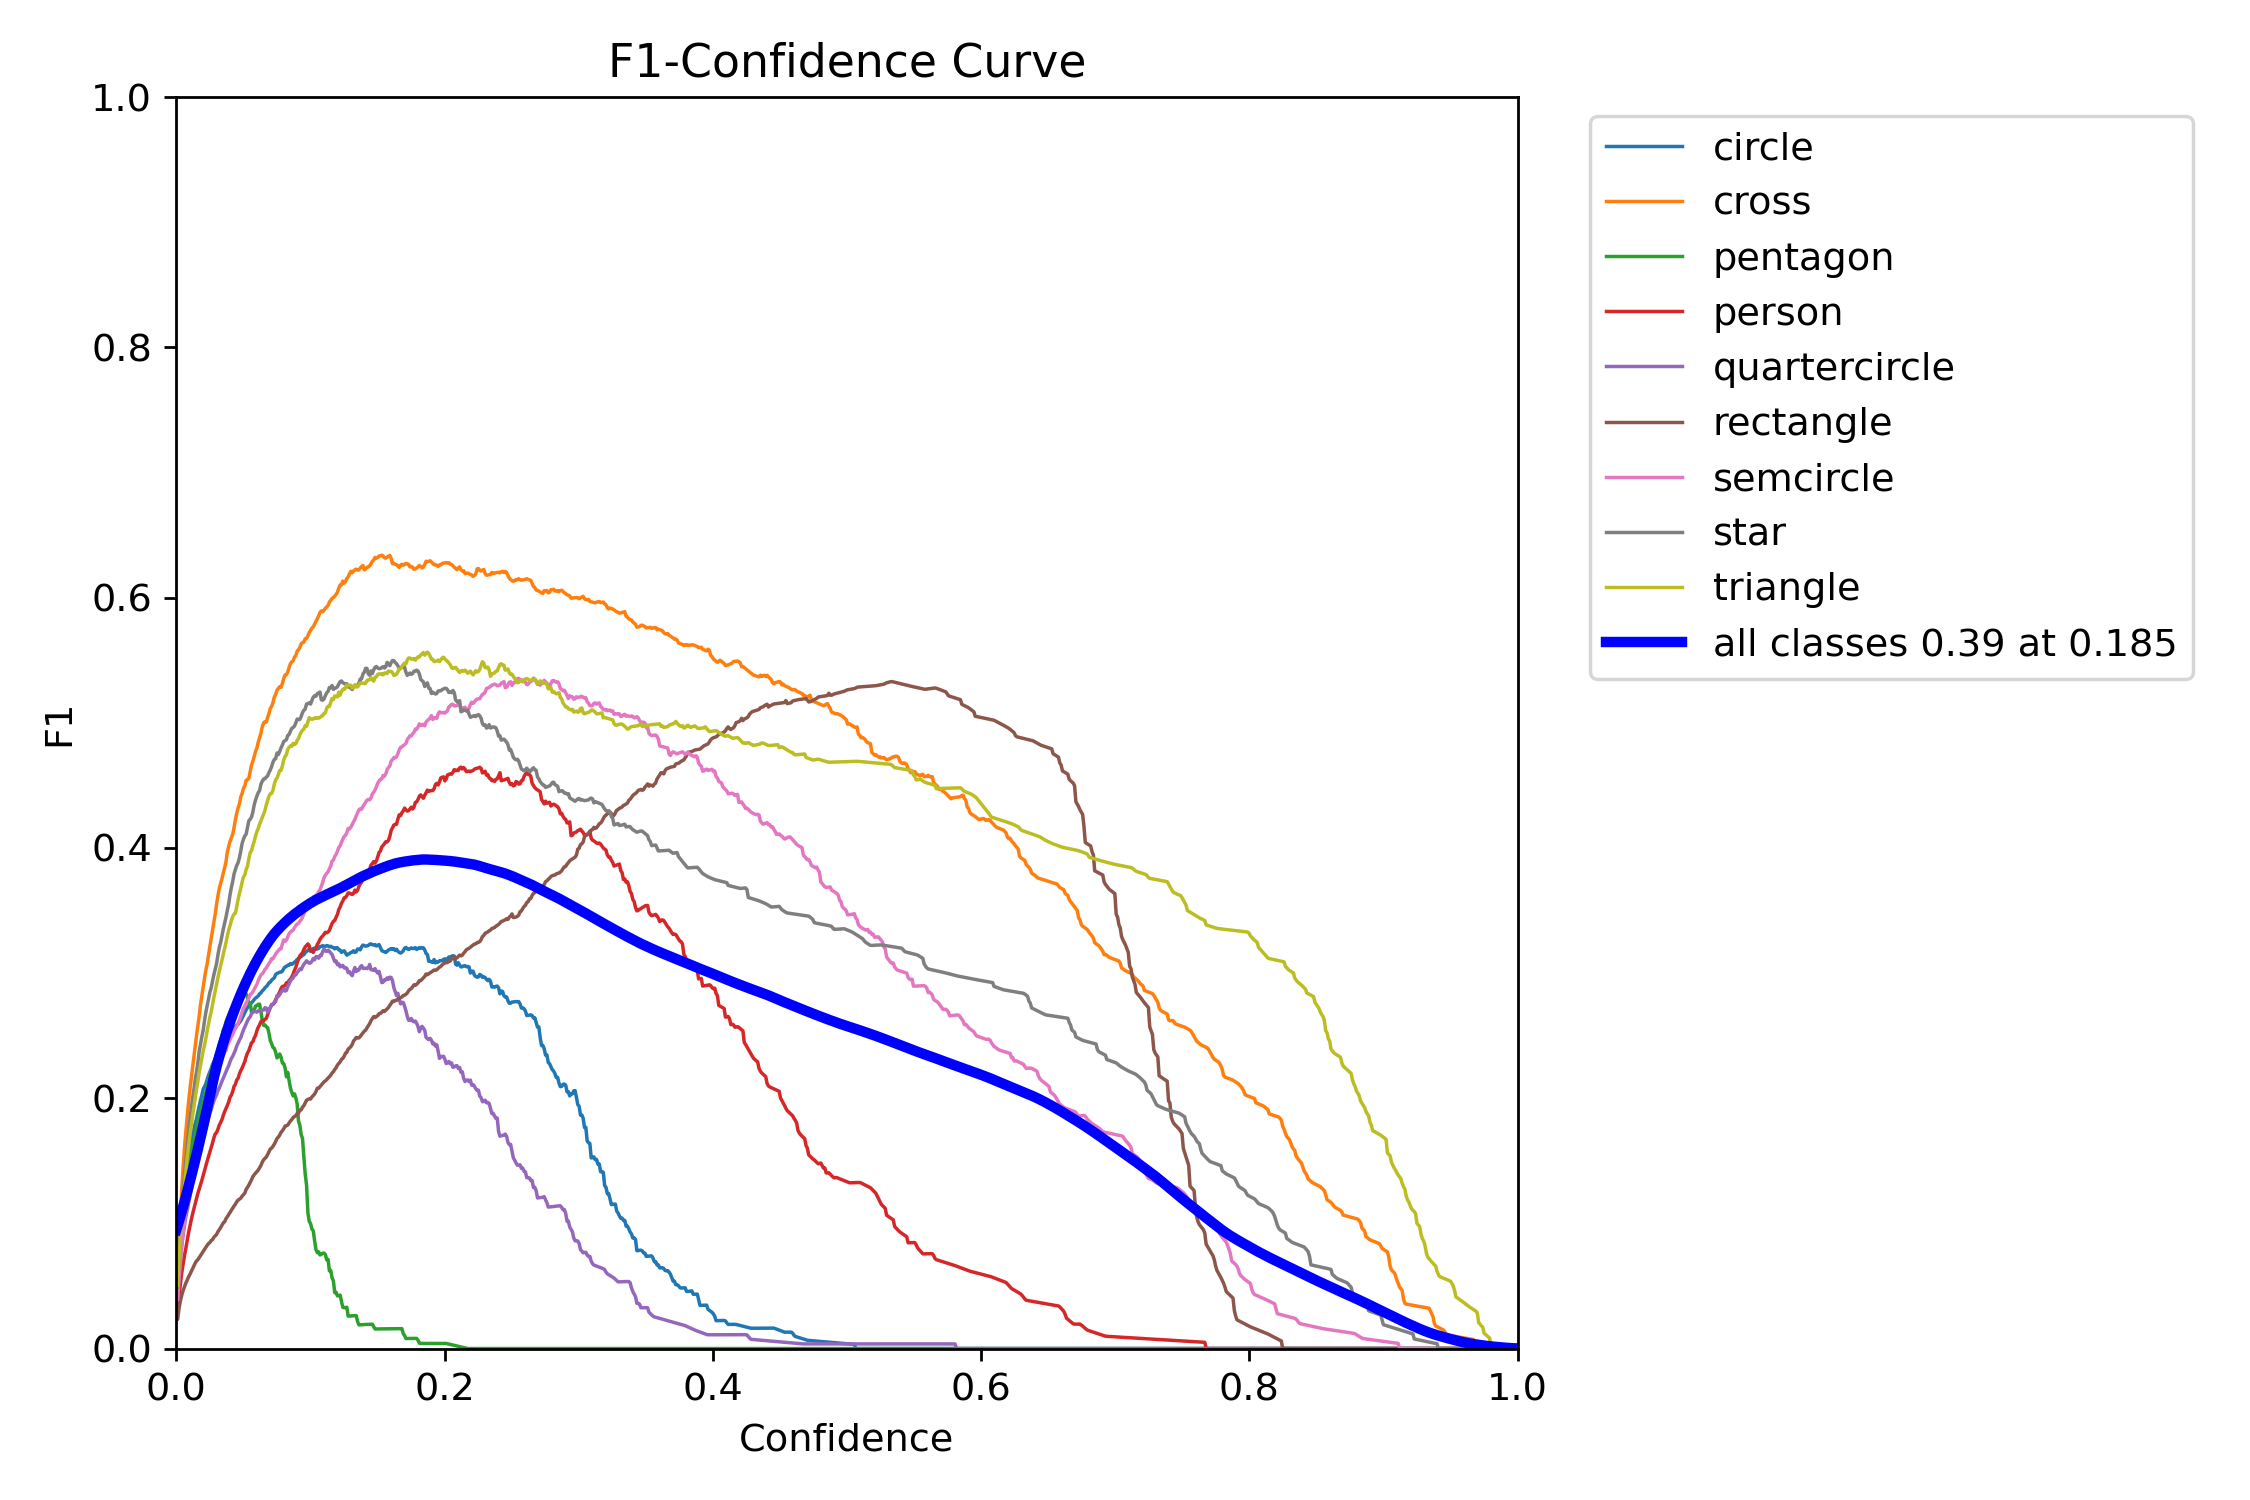 F1-Confidence Curve
1.0
0.8
0.6
0.4
0.2
0.0
F1
0.0 0.2 0.4 0.6 0.8 1.0
Confidence
circle
cross
pentagon
person
quartercircle
rectangle
semcircle
star
triangle
all classes 0.39 at 0.185